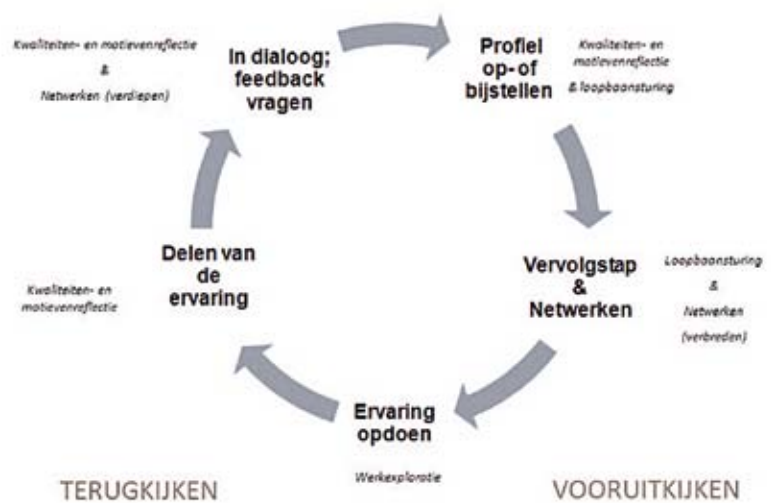 Kwaliteiten- en motievenreflectie
&
Netwerken (verdiepen)
In dialoog;
feedback
vragen
Profiel
op- of
bijstellen
Kwaliteiten- en
motievenreflectie
& loopbaansturing
Vervolgstap
&
Netwerken
Loopbaansturing
&
Netwerken
(verbreden)
Ervaring
opdoen
Werkexploratie
Delen van
de
ervaring
Kwaliteiten- en
motievenreflectie
TERUGKIJKEN
VOORUITKIJKEN